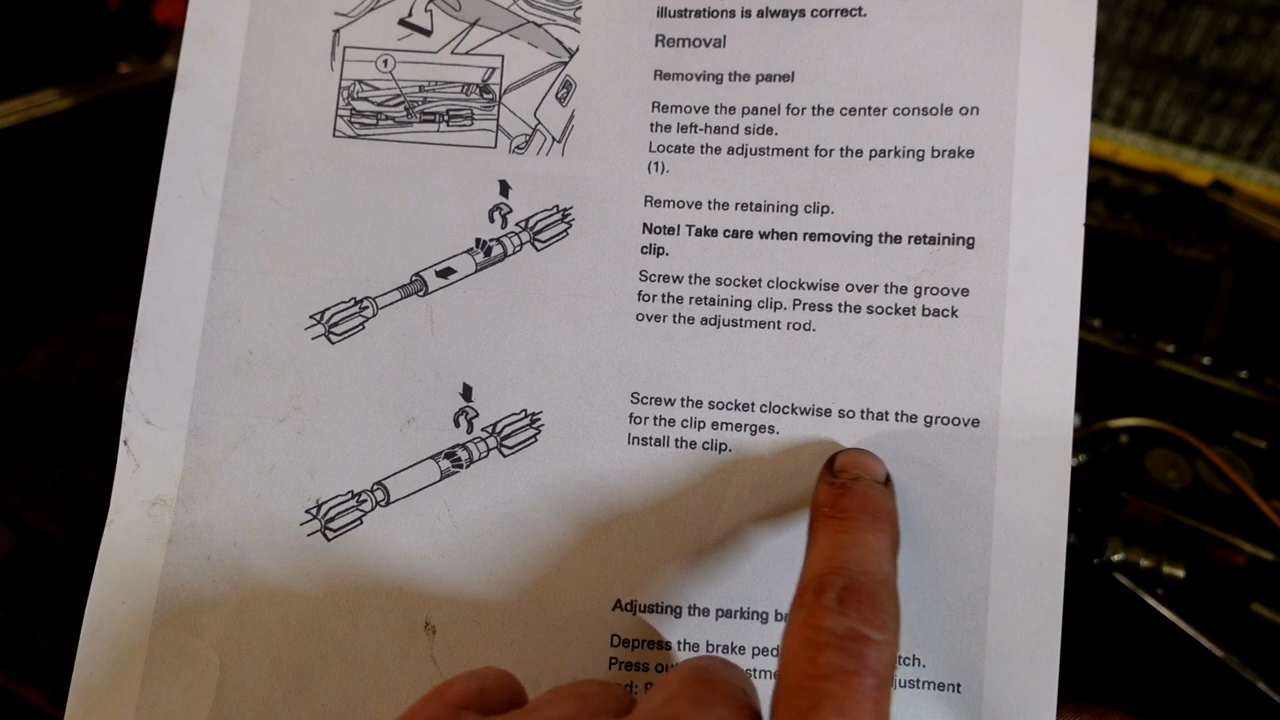 illustrations is always correct.
Removal
Removing the panel
Remove the panel for the center console on
the left-hand side.
Locate the adjustment for the parking brake
(1).
1
Remove the retaining clip.
Note! Take care when removing the retaining
clip.
Screw the socket clockwise over the groove
for the retaining clip. Press the socket back
over the adjustment rod.
Screw the socket clockwise so that the groove
for the clip emerges.
Install the clip.
Adjusting the parking
Depress the brake
Press